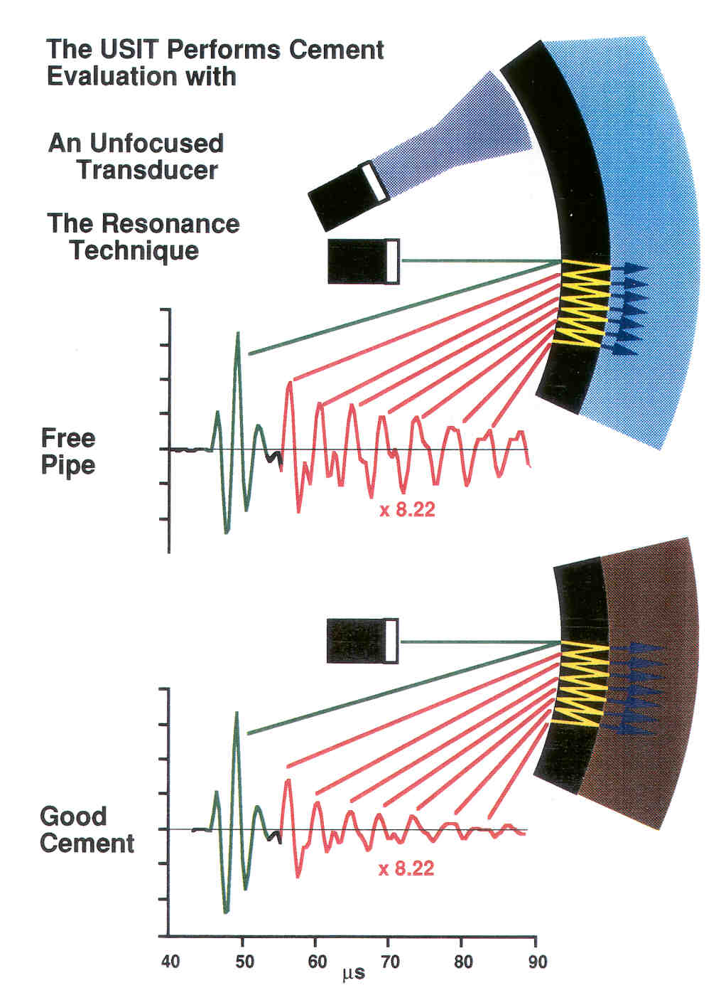 The USIT Performs Cement
Evaluation with
An Unfocused
Transducer
The Resonance
Technique
Free
Pipe
x 8.22
Good
Cement
x 8.22
40 50 60 70 80 90
μs